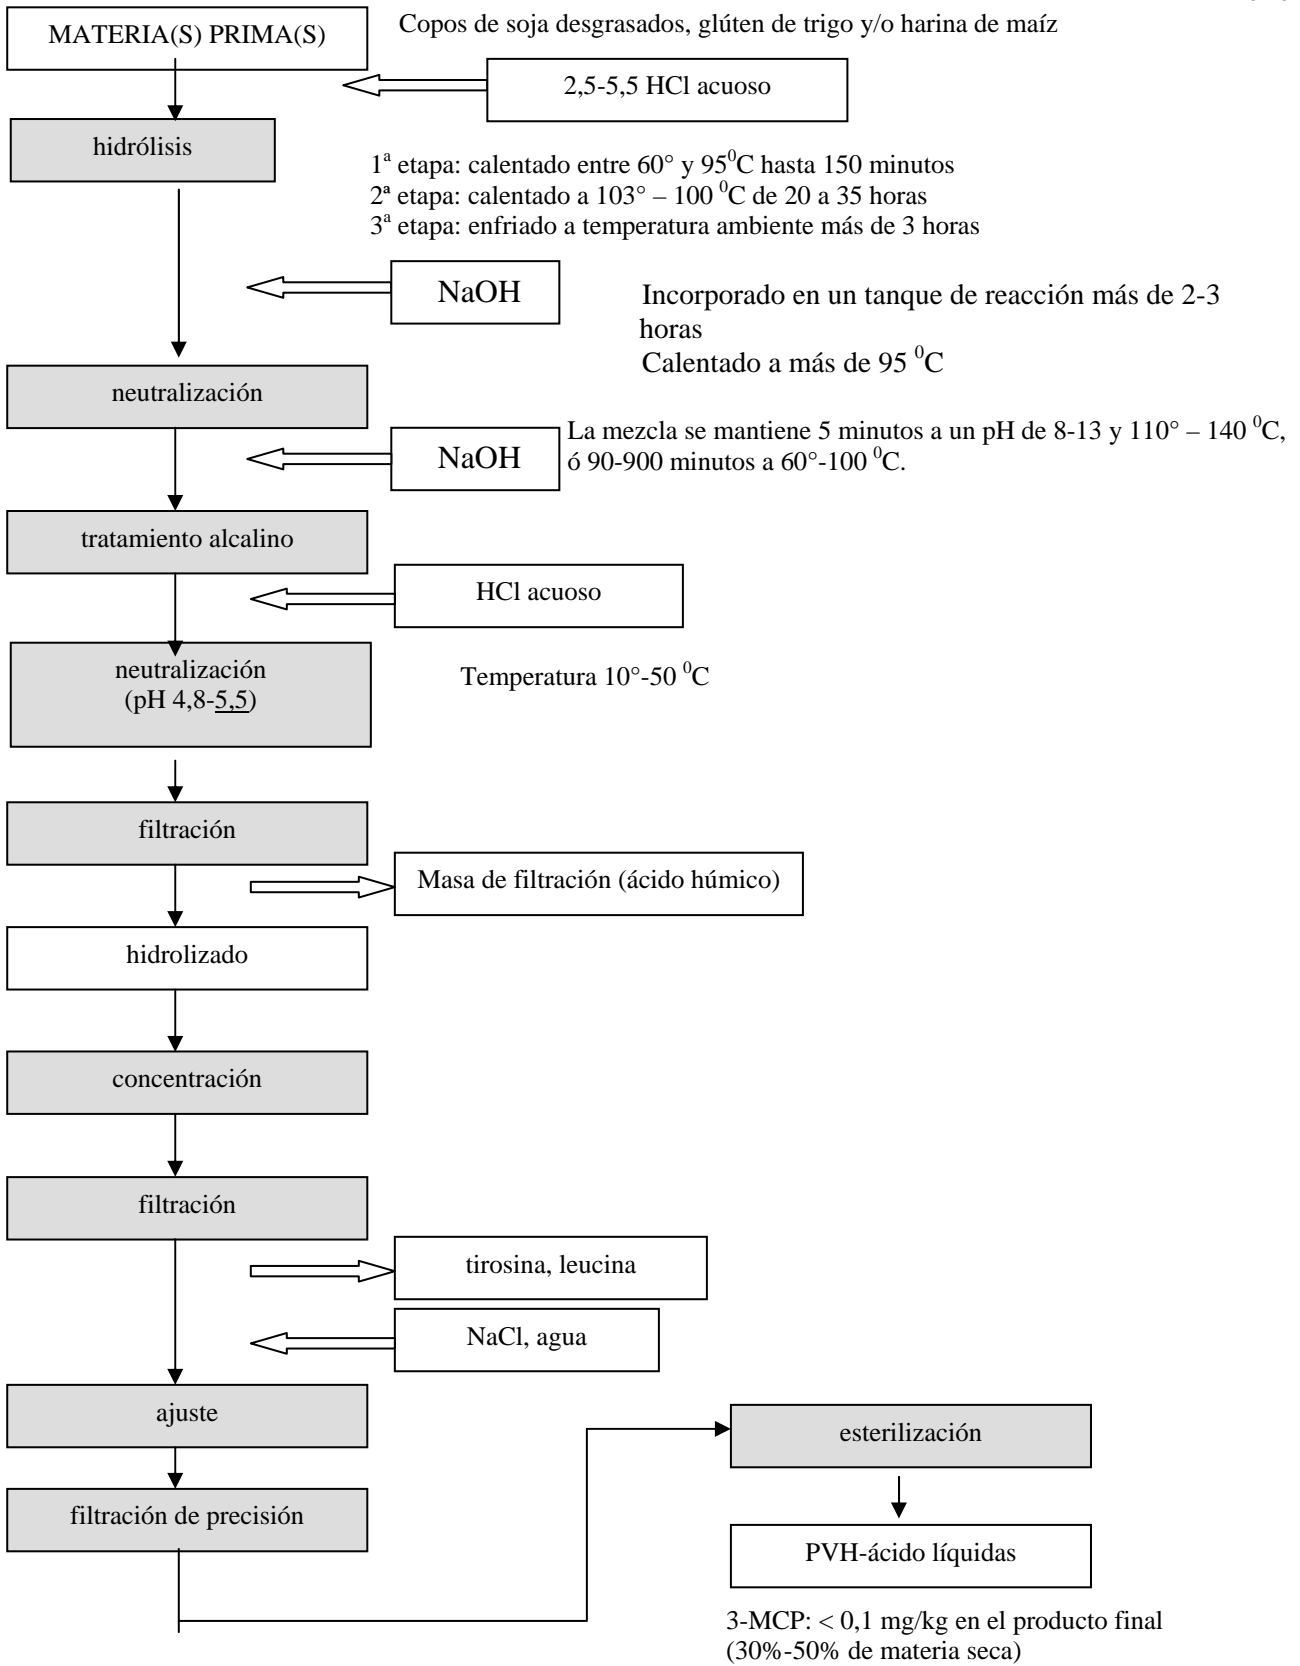 MATERIA(S) PRIMA(S)
Copos de soja desgrasados, glúten de trigo y/o harina de maíz
2,5-5,5 HCl acuoso
hidrólisis
1ª etapa: calentado entre 60° y 95⁰C hasta 150 minutos
2ª etapa: calentado a 103° – 100 ⁰C de 20 a 35 horas
3ª etapa: enfriado a temperatura ambiente más de 3 horas
NaOH
Incorporado en un tanque de reacción más de 2-3
horas
Calentado a más de 95 ⁰C
neutralización
NaOH
La mezcla se mantiene 5 minutos a un pH de 8-13 y 110° – 140 ⁰C,
ó 90-900 minutos a 60°-100 ⁰C.
tratamiento alcalino
HCl acuoso
neutralización
(pH 4,8-5,5)
Temperatura 10°-50 ⁰C
filtración
Masa de filtración (ácido húmico)
hidrolizado
concentración
filtración
tirosina, leucina
NaCl, agua
ajuste
esterilización
filtración de precisión
PVH-ácido líquidas
3-MCP: < 0,1 mg/kg en el producto final
(30%-50% de materia seca)